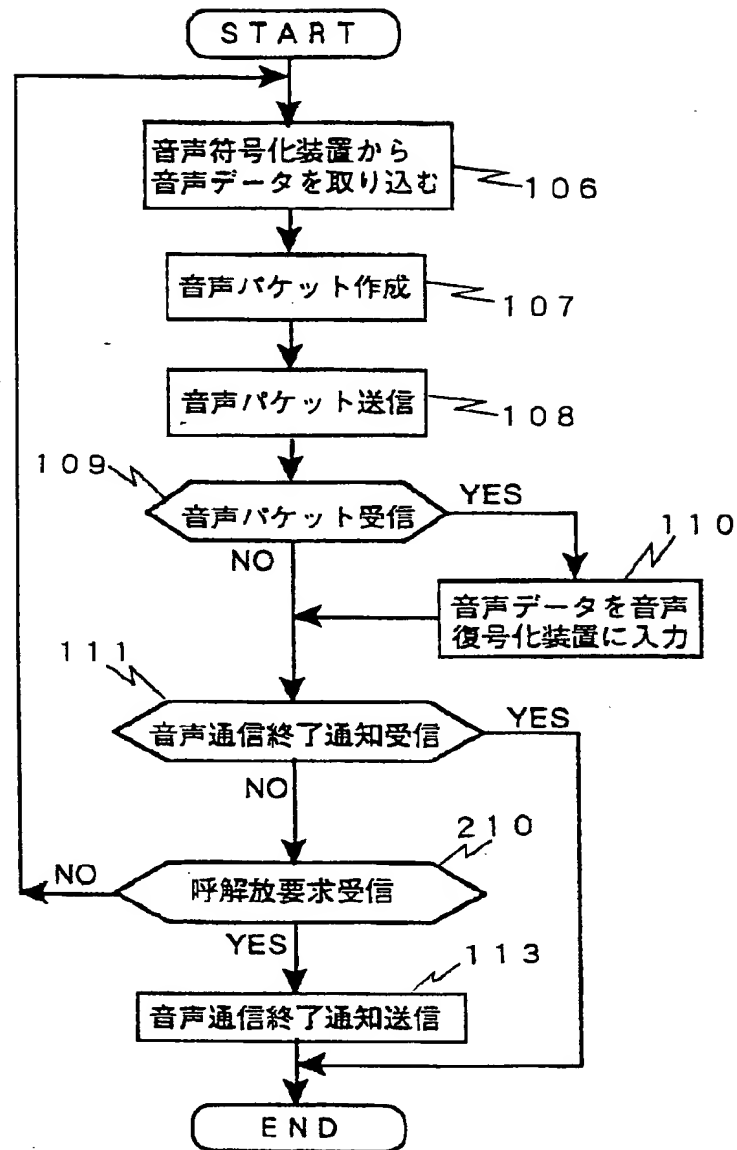 START
音声符号化装置から
音声データを取り込む
106
音声パケット作成
107
音声パケット送信
108
109
音声パケット受信
YES
NO
110
音声データを音声
復号化装置に入力
111
音声通信終了通知受信
YES
NO
210
呼解放要求受信
NO
YES
113
音声通信終了通知送信
END